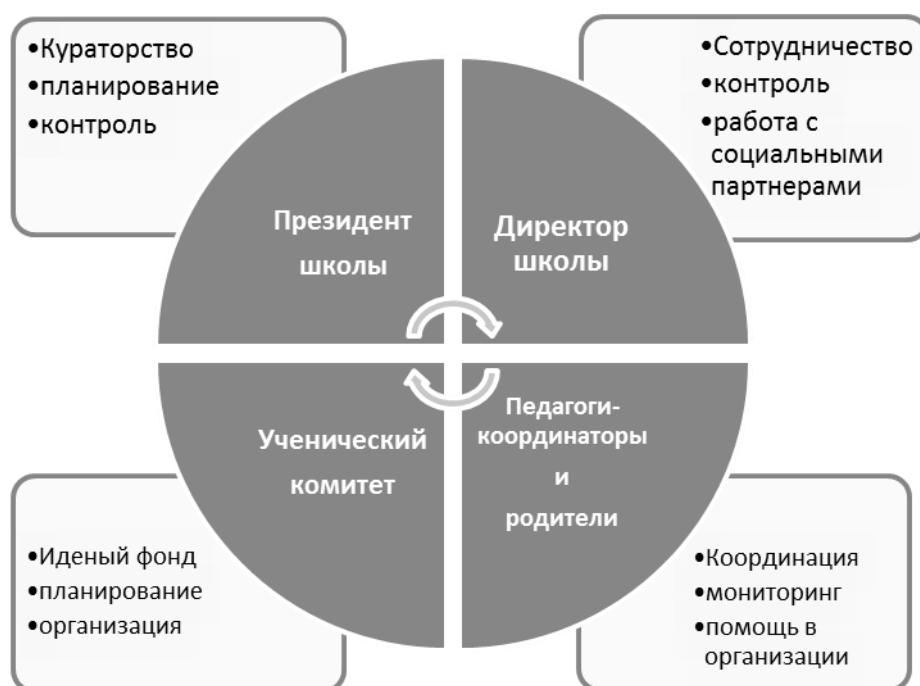 •Кураторство
•планирование
•контроль
•Сотрудничество
•контроль
•работа с
социальными
партнерами
Президент
школы
Директор
школы
Ученический
комитет
Педагоги-
координаторы
и
родители
•Иденый фонд
•планирование
•организация
•Координация
•мониторинг
•помощь в
организации